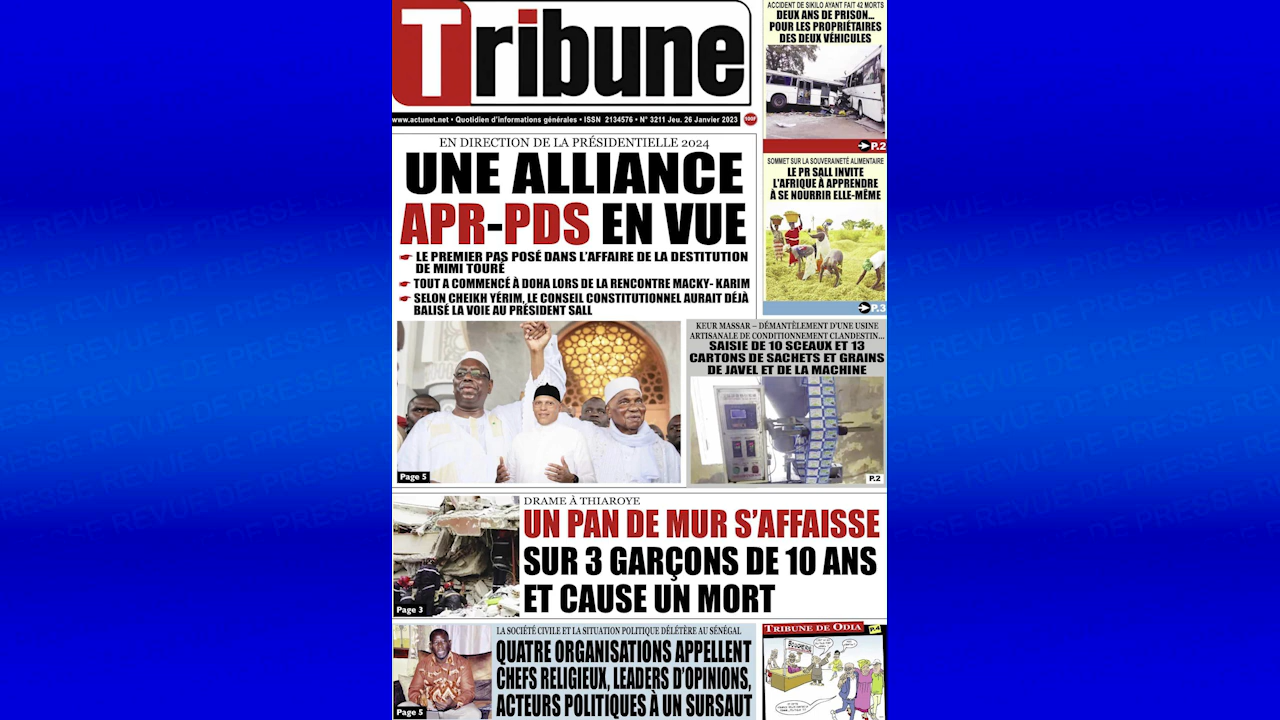 Tribune
www.actunet.net • Quotidien d'informations générales • ISSN 2134576 • N° 3211 Jeu. 26 Janvier 2023
100F
EN DIRECTION DE LA PRÉSIDENTIELLE 2024
UNE ALLIANCE
APR-PDS EN VUE
LE PREMIER PAS POSÉ DANS L'AFFAIRE DE LA DESTITUTION
DE MIMI TOURÉ
TOUT A COMMENCÉ À DOHA LORS DE LA RENCONTRE MACKY- KARIM
SELON CHEIKH YÉRIM, LE CONSEIL CONSTITUTIONNEL AURAIT DÉJÀ
BALISÉ LA VOIE AU PRÉSIDENT SALL
Page 5
ACCIDENT DE SIKILO AYANT FAIT 42 MORTS
DEUX ANS DE PRISON...
POUR LES PROPRIÉTAIRES
DES DEUX VÉHICULES
P.2
SOMMET SUR LA SOUVERAINETÉ ALIMENTAIRE
LE PR SALL INVITE
L'AFRIQUE À APPRENDRE
À SE NOURRIR ELLE-MÊME
P.3
KEUR MASSAR – DÉMANTÈLEMENT D'UNE USINE
ARTISANALE DE CONDITIONNEMENT CLANDESTIN...
SAISIE DE 10 SCEAUX ET 13
CARTONS DE SACHETS ET GRAINS
DE JAVEL ET DE LA MACHINE
P.2
DRAME À THIAROYE
UN PAN DE MUR S'AFFAISSE
SUR 3 GARÇONS DE 10 ANS
ET CAUSE UN MORT
Page 3
LA SOCIÉTÉ CIVILE ET LA SITUATION POLITIQUE DÉLÉTÈRE AU SÉNÉGAL
QUATRE ORGANISATIONS APPELLENT
CHEFS RELIGIEUX, LEADERS D'OPINIONS,
ACTEURS POLITIQUES À UN SURSAUT
Page 5
TRIBUNE DE ODIA
P.4
REVUE DE PRESSE